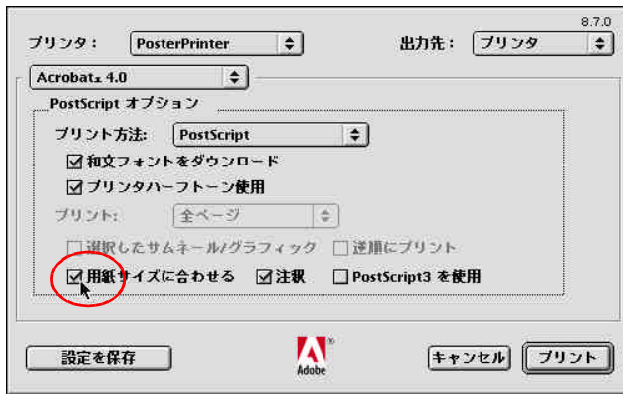 8.7.0
プリンタ： PosterPrinter 出力先： プリンタ
Acrobat™ 4.0
PostScript オプション
プリント方法: PostScript
和文フォントをダウンロード
プリンタハーフトーン使用
プリント: 全ページ
選択したサムネール/グラフィック 逆順にプリント
用紙サイズに合わせる 注釈 PostScript3 を使用
設定を保存 Adobe ® キャンセル プリント